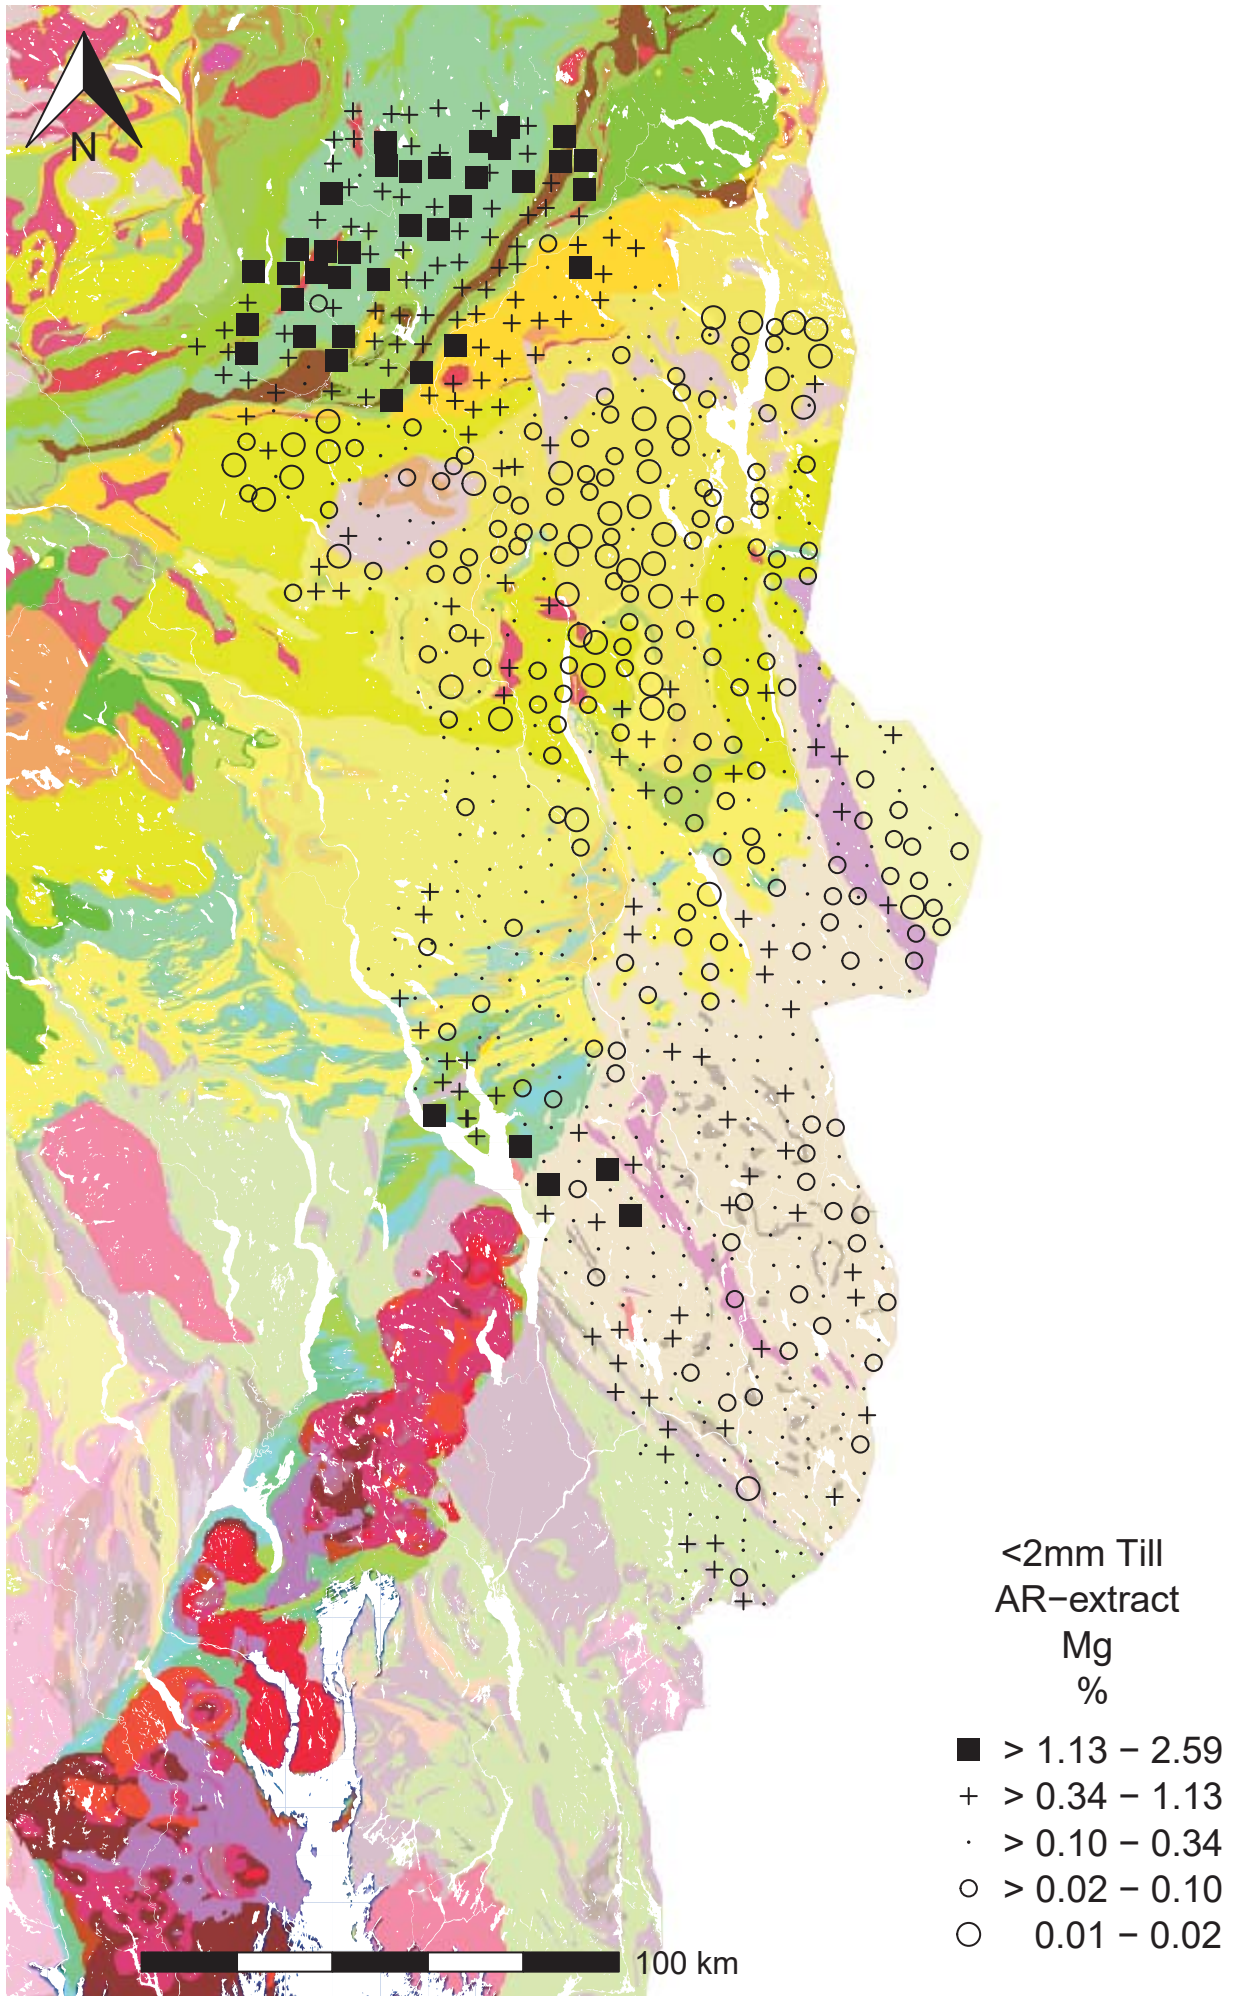 N
<2mm Till
AR−extract
Mg
%
> 1.13 − 2.59
> 0.34 − 1.13
> 0.10 − 0.34
> 0.02 − 0.10
0.01 − 0.02
100 km